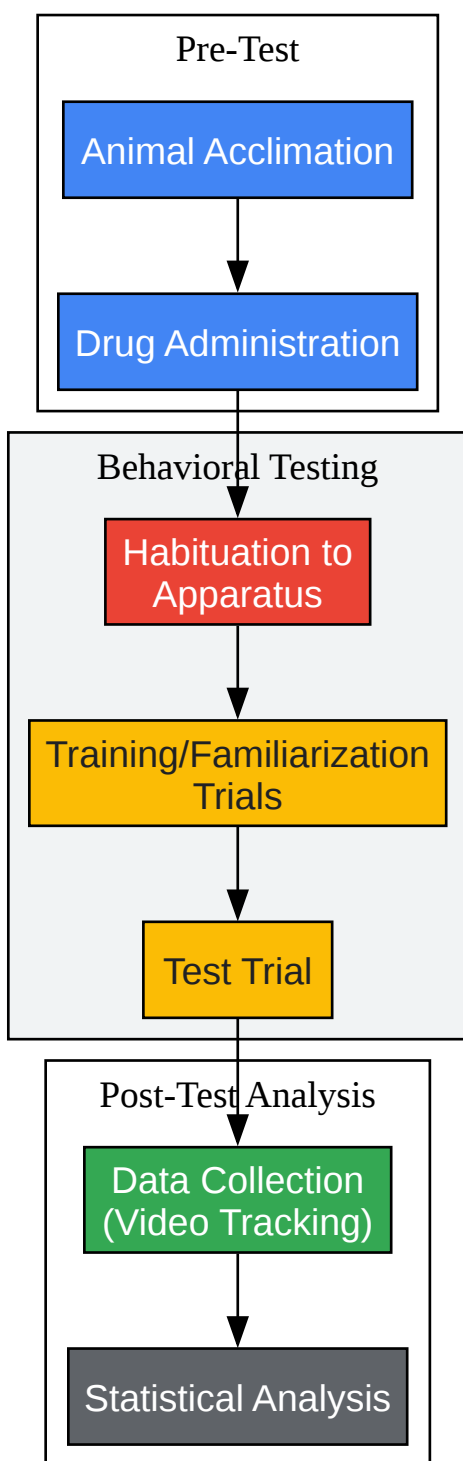 Pre-Test
Animal Acclimation
Drug Administration
Behavioral Testing
Habituation to
Apparatus
Training/Familiarization
Trials
Test Trial
Post-Test Analysis
Data Collection
(Video Tracking)
Statistical Analysis